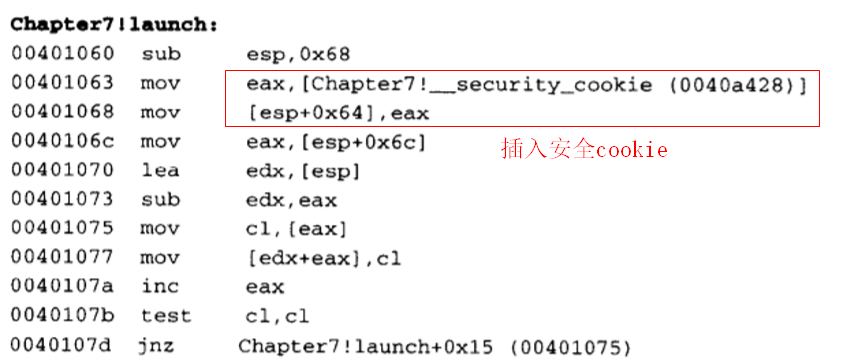 Chapter7!launch:
00401060 sub esp,0x68
00401063 mov eax,[Chapter7!__security_cookie (0040a428)]
00401068 mov [esp+0x64],eax
0040106c mov eax,[esp+0x6c]
插入安全cookie
00401070 lea edx,[esp]
00401073 sub edx,eax
00401075 mov cl,[eax]
00401077 mov [edx+eax],cl
0040107a inc eax
0040107b test cl,cl
0040107d jnz Chapter7!launch+0x15 (00401075)